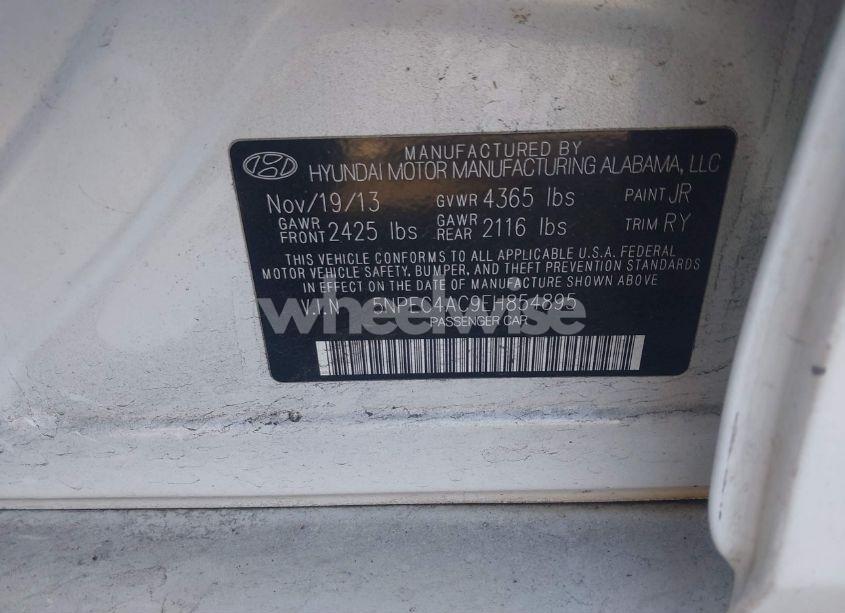 MANUFACTURED BY
HYUNDAI MOTOR MANUFACTURING ALABAMA, LLC
Nov/19/13 GVWR 4365 lbs PAINT JR
GAWR FRONT 2425 lbs GAWR REAR 2116 lbs TRIM RY
THIS VEHICLE CONFORMS TO ALL APPLICABLE U.S.A. FEDERAL
MOTOR VEHICLE SAFETY, BUMPER, AND THEFT PREVENTION STANDARDS
IN EFFECT ON THE DATE OF MANUFACTURE SHOWN ABOVE
V.I.N 5NPEC4AC9EH854895
PASSENGER CAR
wheelwise